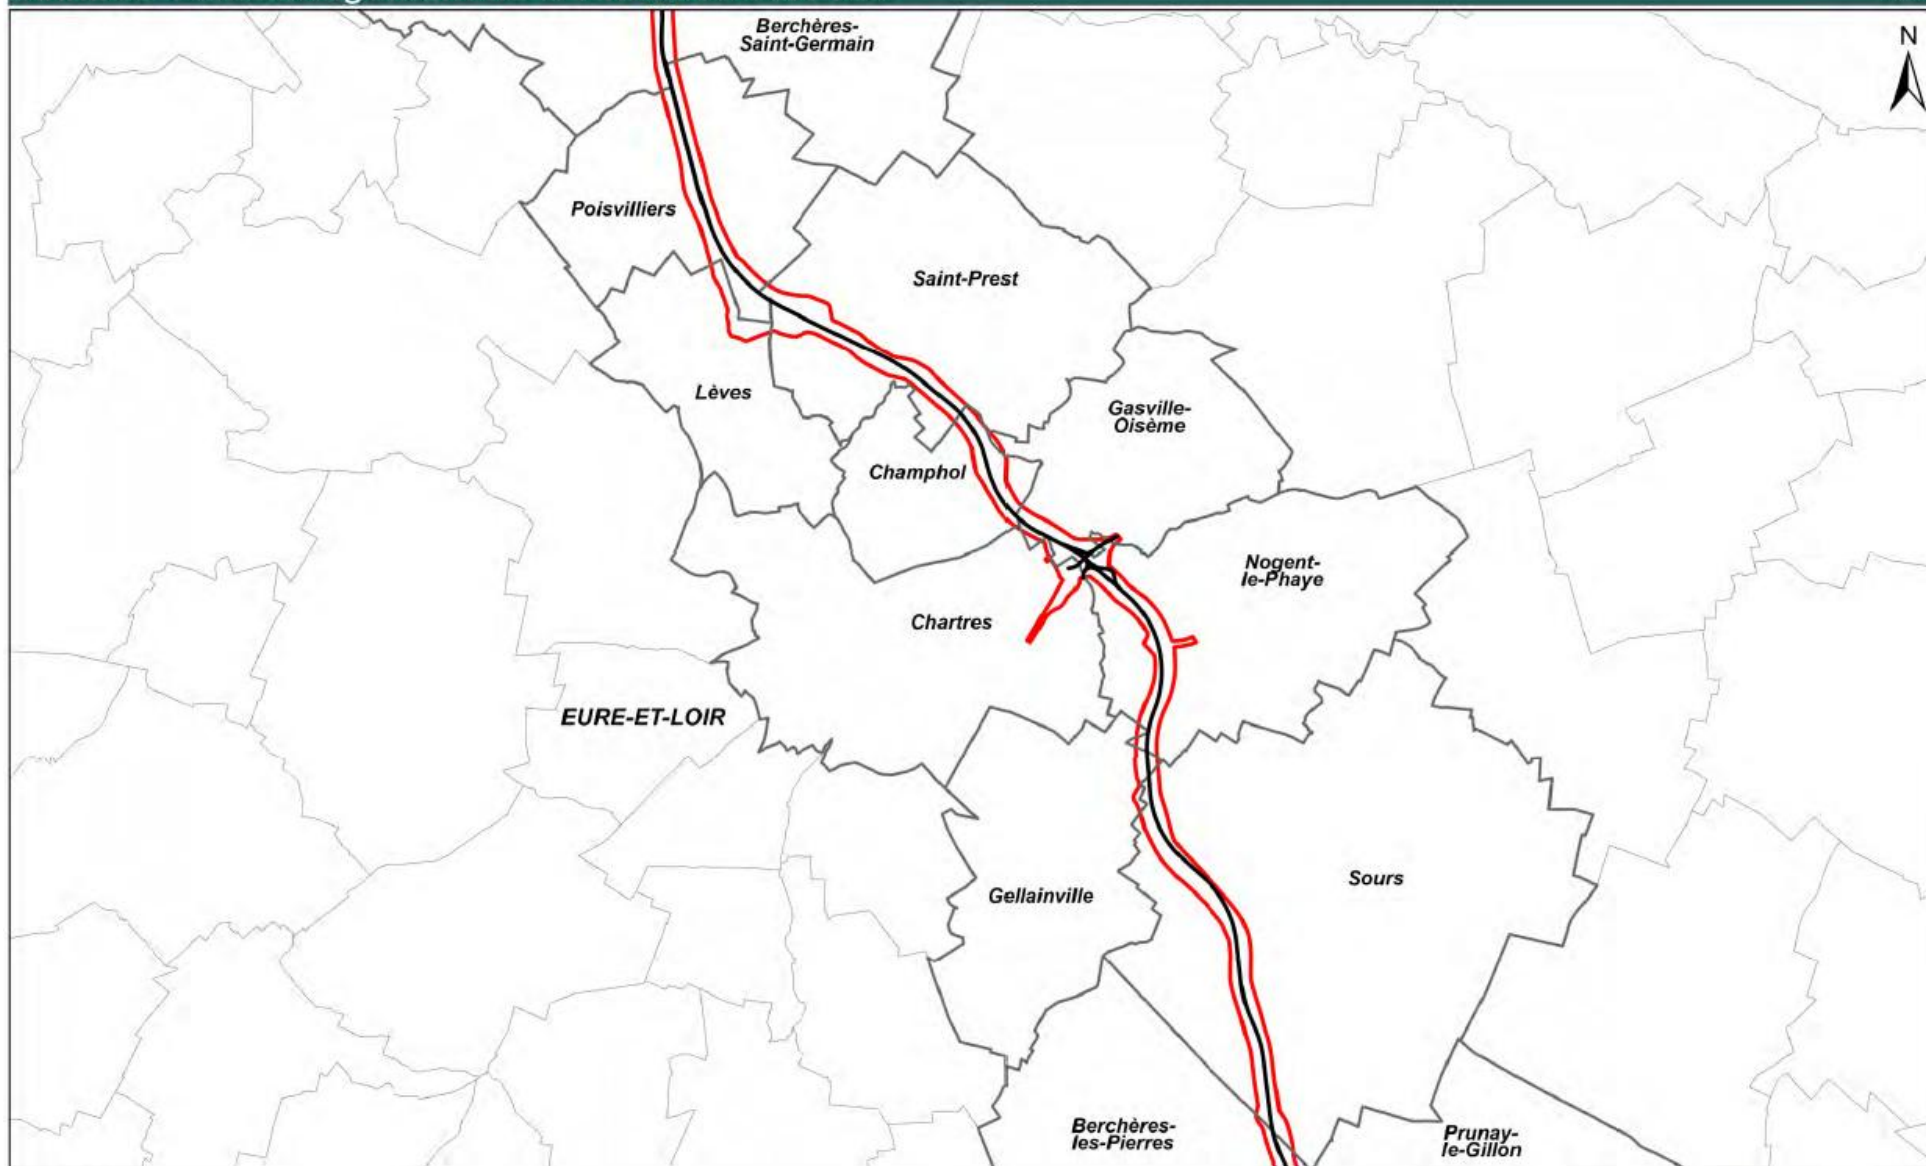 N
Berchères-
Saint-Germain
Poisvilliers
Saint-Prest
Lèves
Gasville-
Oisème
Champhol
Nogent-
le-Phaye
Chartres
EURE-ET-LOIR
Sours
Gellainville
Berchères-
les-Pierres
Prunay-
le-Gillon